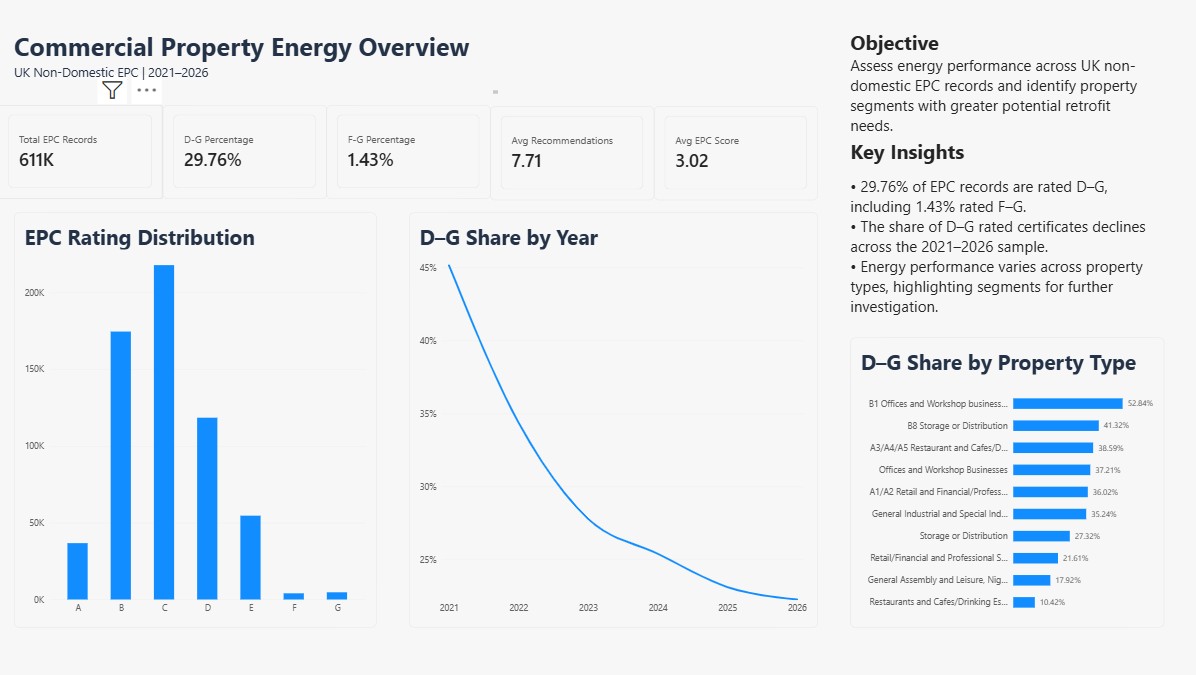 Commercial Property Energy Overview
UK Non-Domestic EPC | 2021–2026
Total EPC Records
611K
D-G Percentage
29.76%
F-G Percentage
1.43%
Avg Recommendations
7.71
Avg EPC Score
3.02
EPC Rating Distribution
200K
150K
100K
50K
0K
A B C D E F G
D–G Share by Year
45%
40%
35%
30%
25%
2021 2022 2023 2024 2025 2026
Objective
Assess energy performance across UK non-
domestic EPC records and identify property
segments with greater potential retrofit
needs.
Key Insights
• 29.76% of EPC records are rated D–G,
including 1.43% rated F–G.
• The share of D–G rated certificates declines
across the 2021–2026 sample.
• Energy performance varies across property
types, highlighting segments for further
investigation.
D–G Share by Property Type
B1 Offices and Workshop business... 52.84%
B8 Storage or Distribution 41.32%
A3/A4/A5 Restaurant and Cafes/D... 38.59%
Offices and Workshop Businesses 37.21%
A1/A2 Retail and Financial/Profess... 36.02%
General Industrial and Special Ind... 35.24%
Storage or Distribution 27.32%
Retail/Financial and Professional S... 21.61%
General Assembly and Leisure, Nig... 17.92%
Restaurants and Cafes/Drinking Es... 10.42%